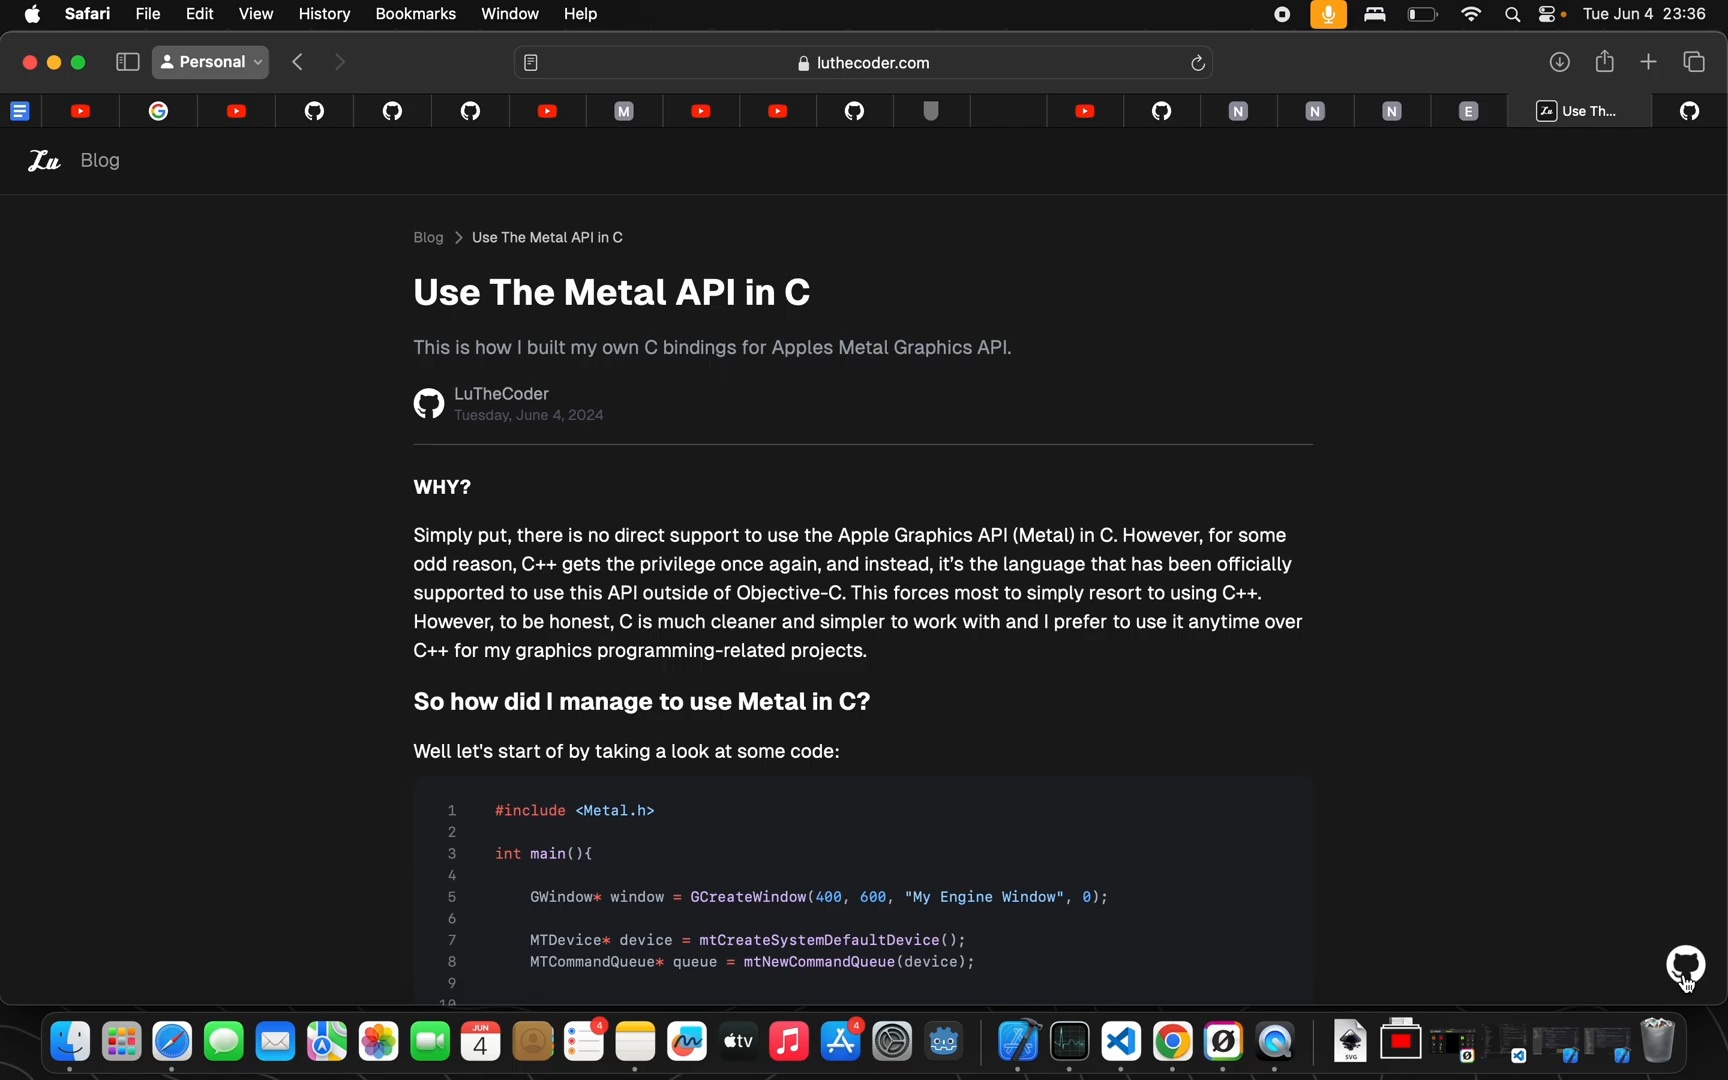 Safari File Edit View History Bookmarks Window Help Tue Jun 4 23:36
Personal luthecoder.com
M N N N E Lu Use Th...
Lu Blog
Blog > Use The Metal API in C
Use The Metal API in C
This is how I built my own C bindings for Apples Metal Graphics API.
LuTheCoder
Tuesday, June 4, 2024
WHY?
Simply put, there is no direct support to use the Apple Graphics API (Metal) in C. However, for some
odd reason, C++ gets the privilege once again, and instead, it's the language that has been officially
supported to use this API outside of Objective-C. This forces most to simply resort to using C++.
However, to be honest, C is much cleaner and simpler to work with and I prefer to use it anytime over
C++ for my graphics programming-related projects.
So how did I manage to use Metal in C?
Well let's start of by taking a look at some code:
1 #include <Metal.h>
2
3 int main(){
4
5 GWindow* window = GCreateWindow(400, 600, "My Engine Window", 0);
6
7 MTDevice* device = mtCreateSystemDefaultDevice();
8 MTCommandQueue* queue = mtNewCommandQueue(device);
9
10
JUN
4
4
tv
4
SVG